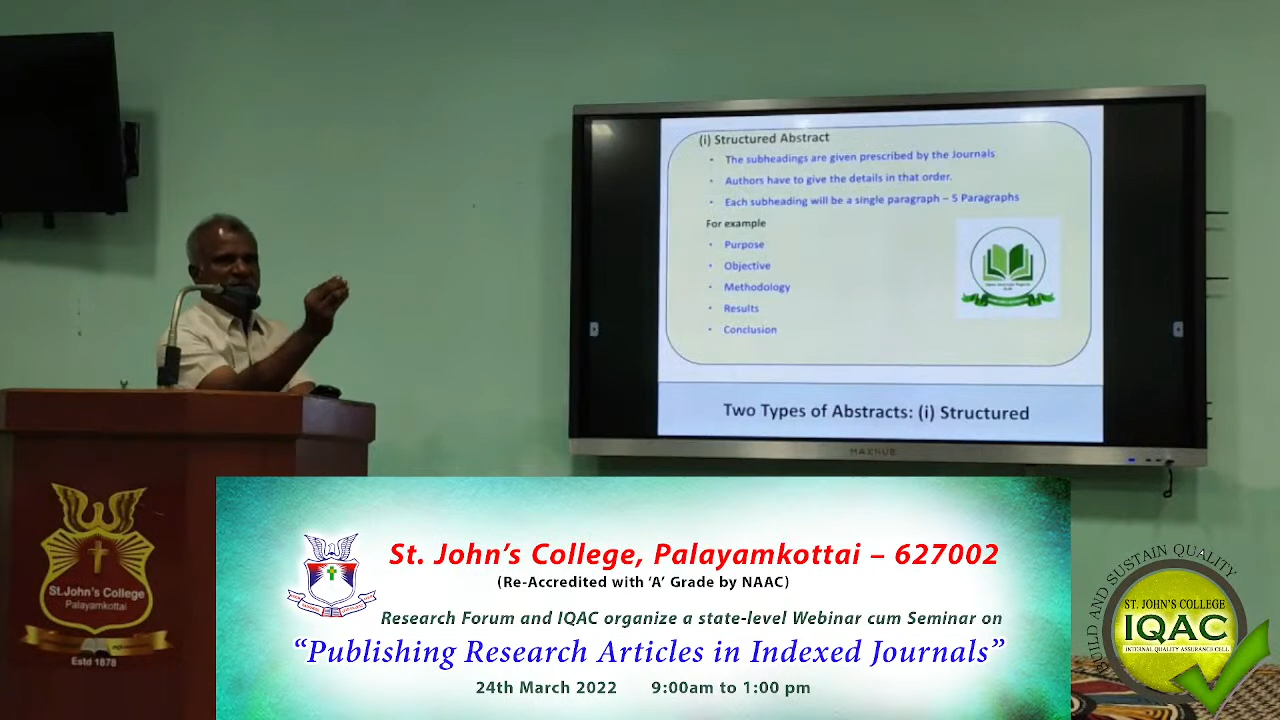 (i) Structured Abstract
• The subheadings are given prescribed by the Journals
• Authors have to give the details in that order.
• Each subheading will be a single paragraph – 5 Paragraphs
For example
• Purpose
• Objective
• Methodology
• Results
• Conclusion
Two Types of Abstracts: (i) Structured
MAXHUB
St.John's College
Palayamkottai
Estd 1878
St. John's College, Palayamkottai – 627002
(Re-Accredited with 'A' Grade by NAAC)
Research Forum and IQAC organize a state-level Webinar cum Seminar on
“Publishing Research Articles in Indexed Journals”
24th March 2022 9:00am to 1:00 pm
BUILD AND SUSTAIN QUALITY
ST. JOHN'S COLLEGE
IQAC
INTERNAL QUALITY ASSURANCE CELL